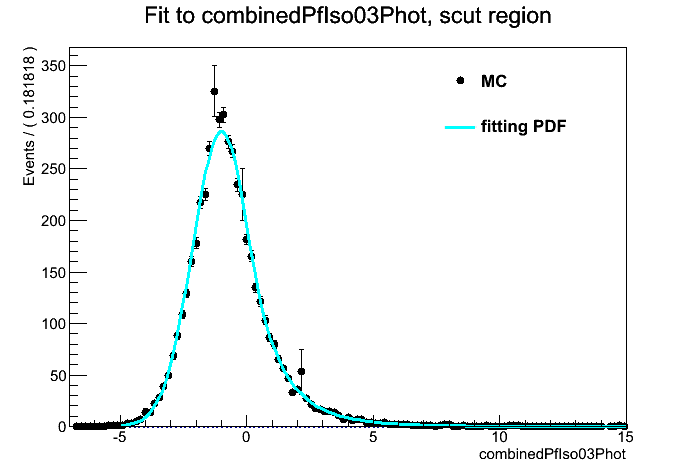 Fit to combinedPfIso03Phot, scut region
Events / ( 0.181818 )
350
300
250
200
150
100
50
0
MC
fitting PDF
-5 0 5 10 15
combinedPfIso03Phot